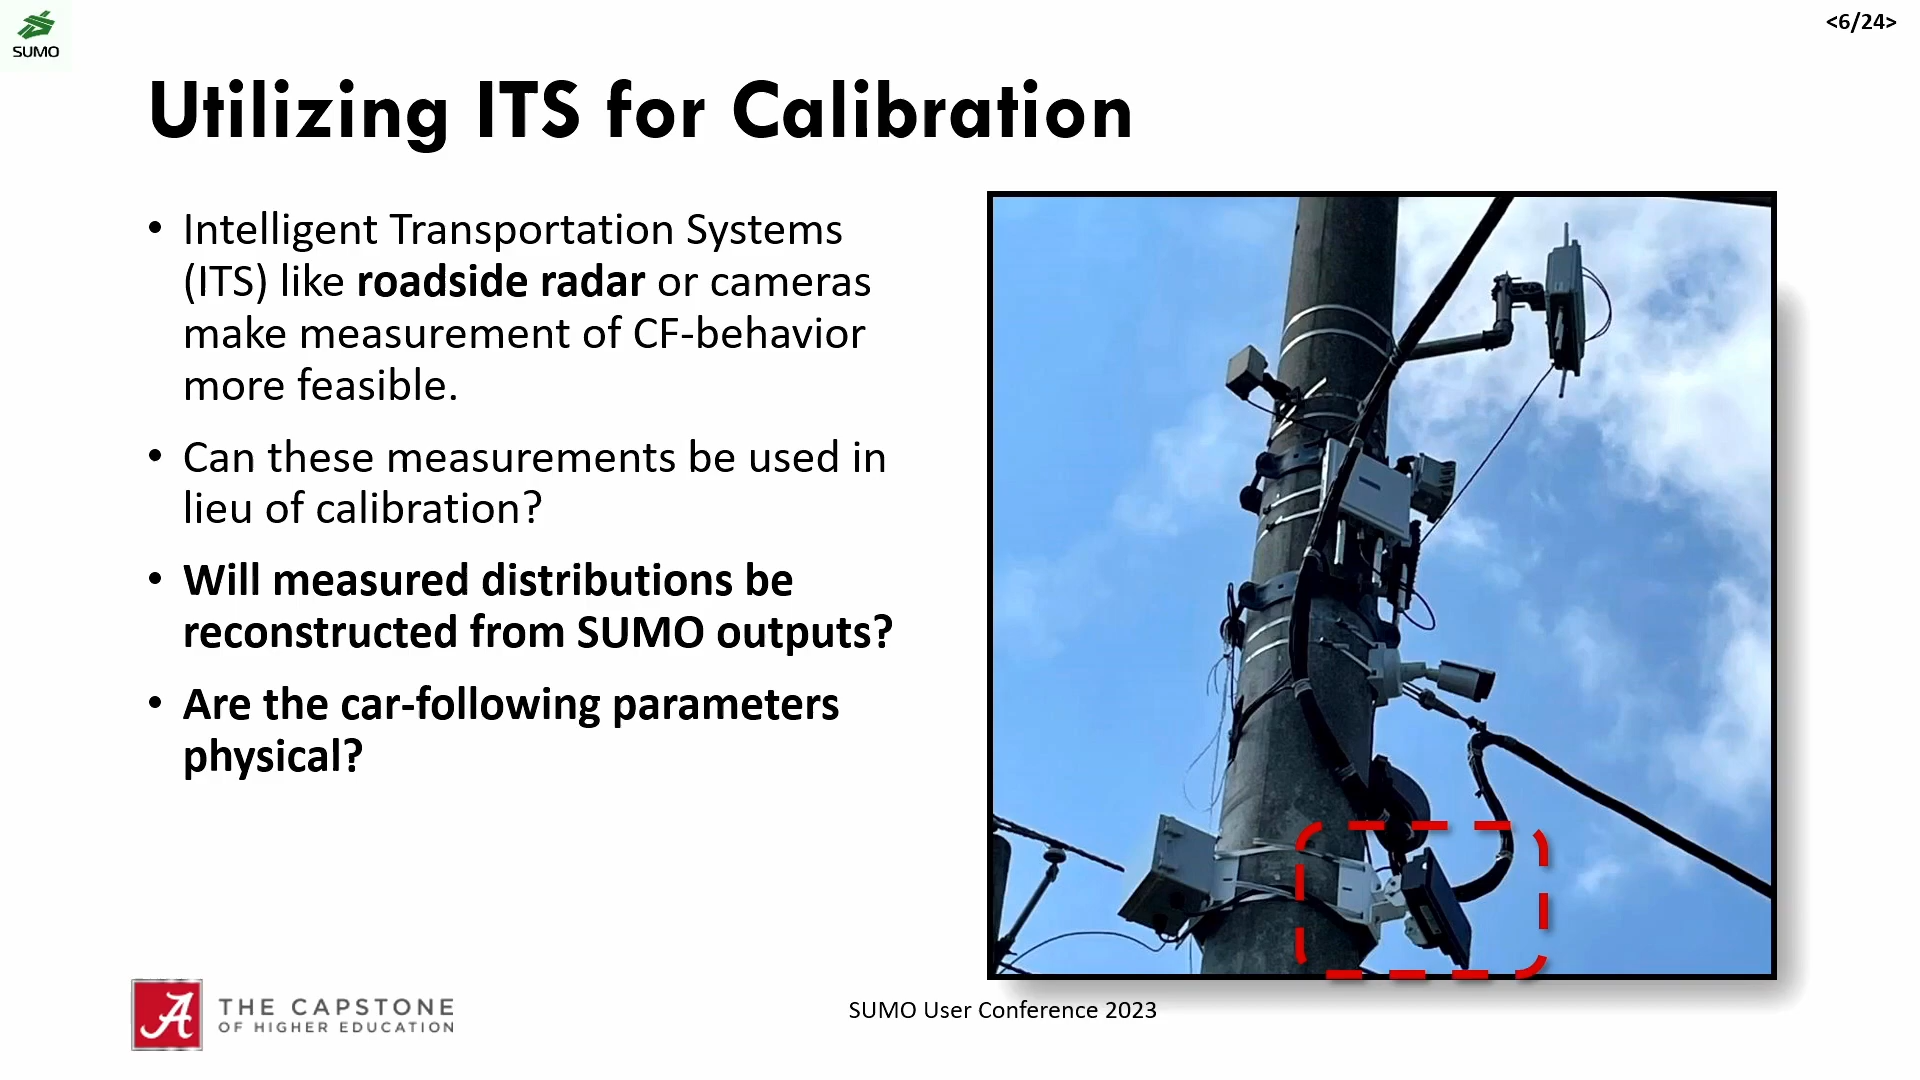 SUMO
<6/24>
Utilizing ITS for Calibration
• Intelligent Transportation Systems
(ITS) like roadside radar or cameras
make measurement of CF-behavior
more feasible.
• Can these measurements be used in
lieu of calibration?
• Will measured distributions be
reconstructed from SUMO outputs?
• Are the car-following parameters
physical?
A
THE CAPSTONE
OF HIGHER EDUCATION
SUMO User Conference 2023